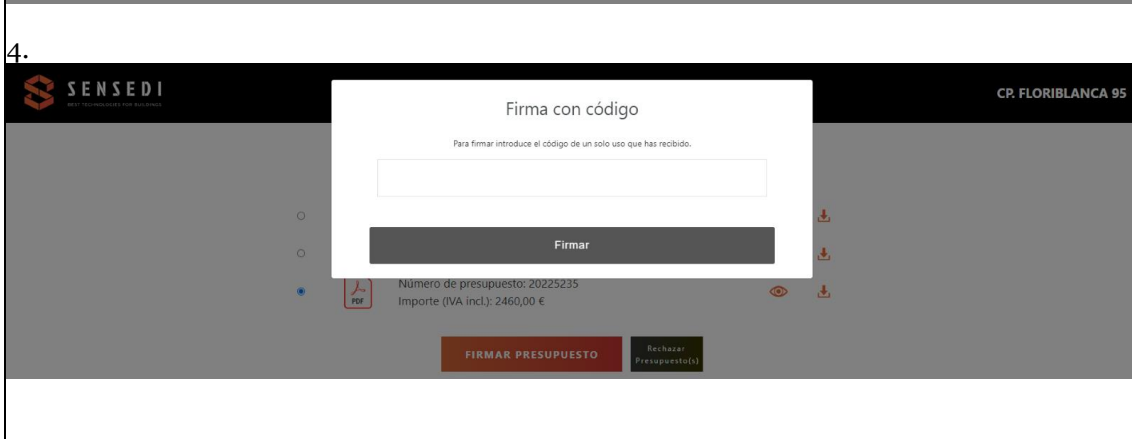 4.
SENSEDI
BEST TECHNOLOGIES FOR BUILDINGS
CP. FLORIBLANCA 95
Firma con código
Para firmar introduce el código de un solo uso que has recibido.
Firmar
PDF
Número de presupuesto: 20225235
Importe (IVA incl.): 2460,00 €
FIRMAR PRESUPUESTO
Rechazar
Presupuesto(s)